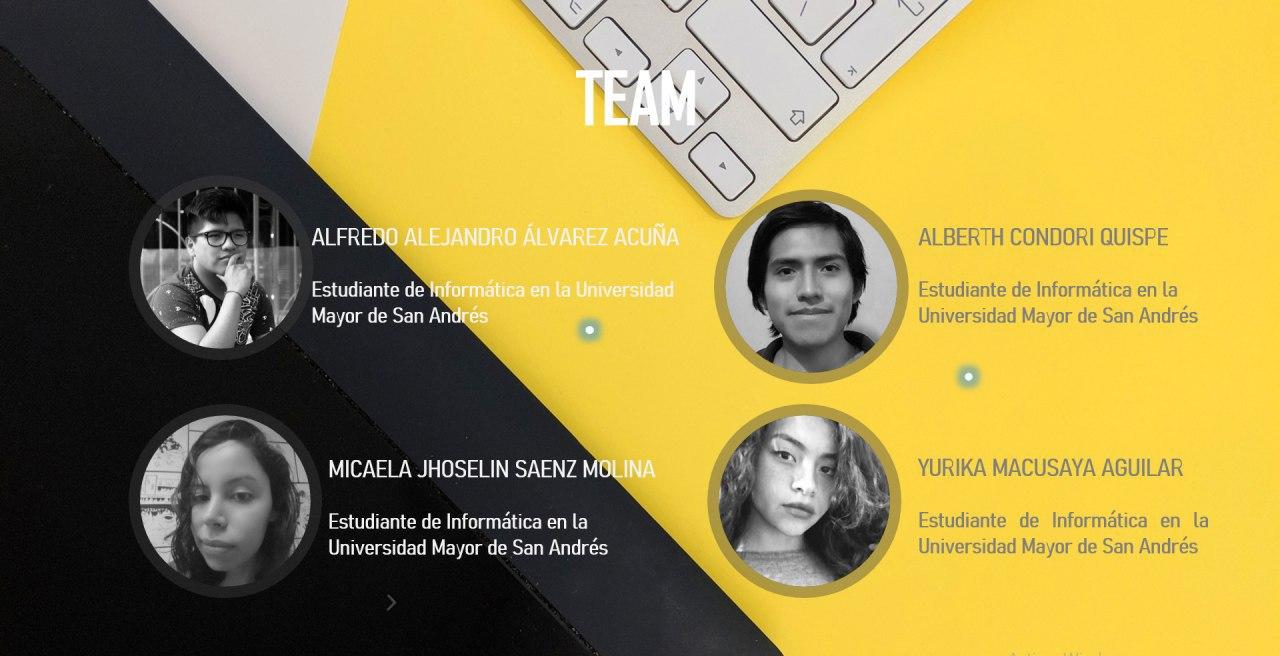 TEAM
ALFREDO ALEJANDRO ÁLVAREZ ACUÑA
Estudiante de Informática en la Universidad
Mayor de San Andrés
ALBERTH CONDORI QUISPE
Estudiante de Informática en la
Universidad Mayor de San Andrés
MICAELA JHOSELIN SAENZ MOLINA
Estudiante de Informática en la
Universidad Mayor de San Andrés
YURIKA MACUSAYA AGUILAR
Estudiante de Informática en la
Universidad Mayor de San Andrés